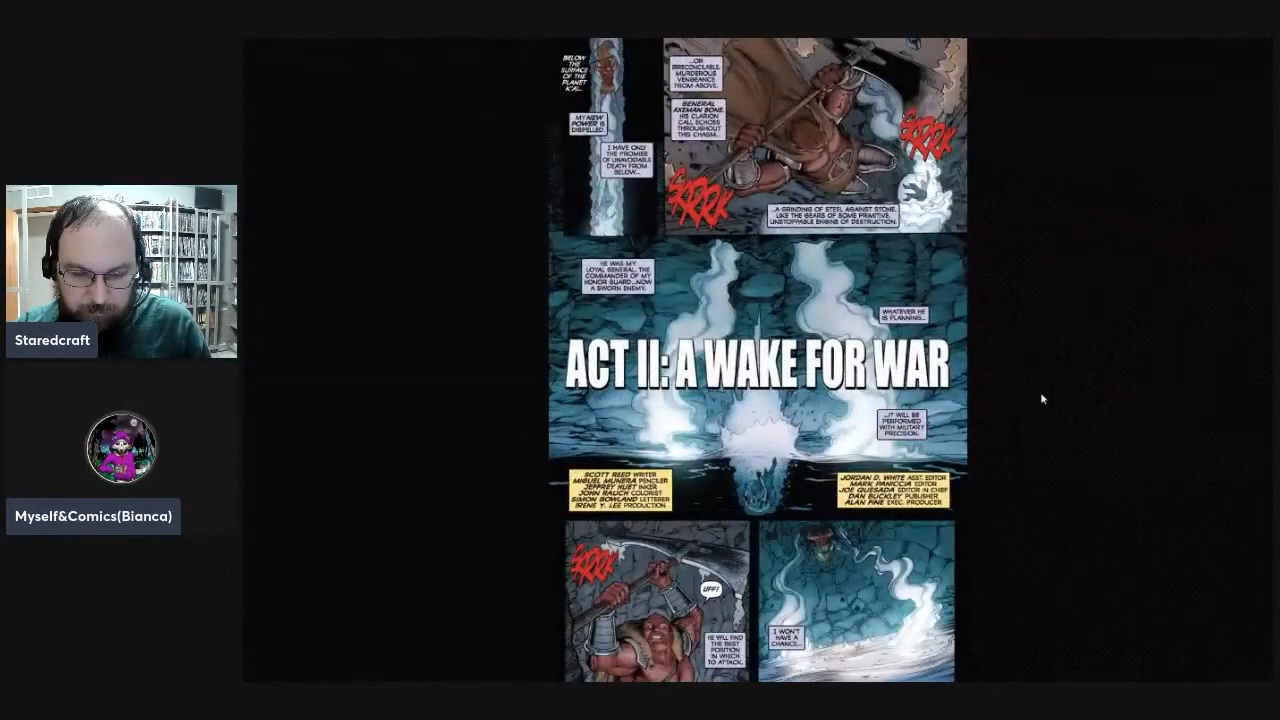 BELOW
THE
SURFACE
OF THE
PLANET
K'AI.
MY NEW
POWER IS
DISPELLED.
I HAVE ONLY
THE PROMISE
OF UNAVOIDABLE
DEATH FROM
BELOW...
...OR
IRRECONCILABLE,
MURDEROUS
VENGEANCE
FROM ABOVE.
GENERAL
AXEMAN BONE.
HIS CLARION
CALL ECHOES
THROUGHOUT
THIS CHASM...
SKRRK
SKRRK
...A GRINDING OF STEEL AGAINST STONE,
LIKE THE GEARS OF SOME PRIMITIVE,
UNSTOPPABLE ENGINE OF DESTRUCTION.
HE WAS MY
LOYAL GENERAL, THE
COMMANDER OF MY
HONOR GUARD...NOW
A SWORN ENEMY.
WHATEVER HE
IS PLANNING...
ACT II: A WAKE FOR WAR
...IT WILL BE
PERFORMED
WITH MILITARY
PRECISION.
SCOTT REED WRITER
MIGUEL MUNERA PENCILER
JEFFREY HUET INKER
JOHN RAUCH COLORIST
SIMON BOWLAND LETTERER
IRENE Y. LEE PRODUCTION
JORDAN D. WHITE ASST. EDITOR
MARK PANICCIA EDITOR
JOE QUESADA EDITOR IN CHIEF
DAN BUCKLEY PUBLISHER
ALAN FINE EXEC. PRODUCER
SKRRK
UFF!
HE WILL FIND
THE BEST
POSITION
IN WHICH
TO ATTACK.
I WON'T
HAVE A
CHANCE...
Staredcraft
Myself&Comics(Bianca)